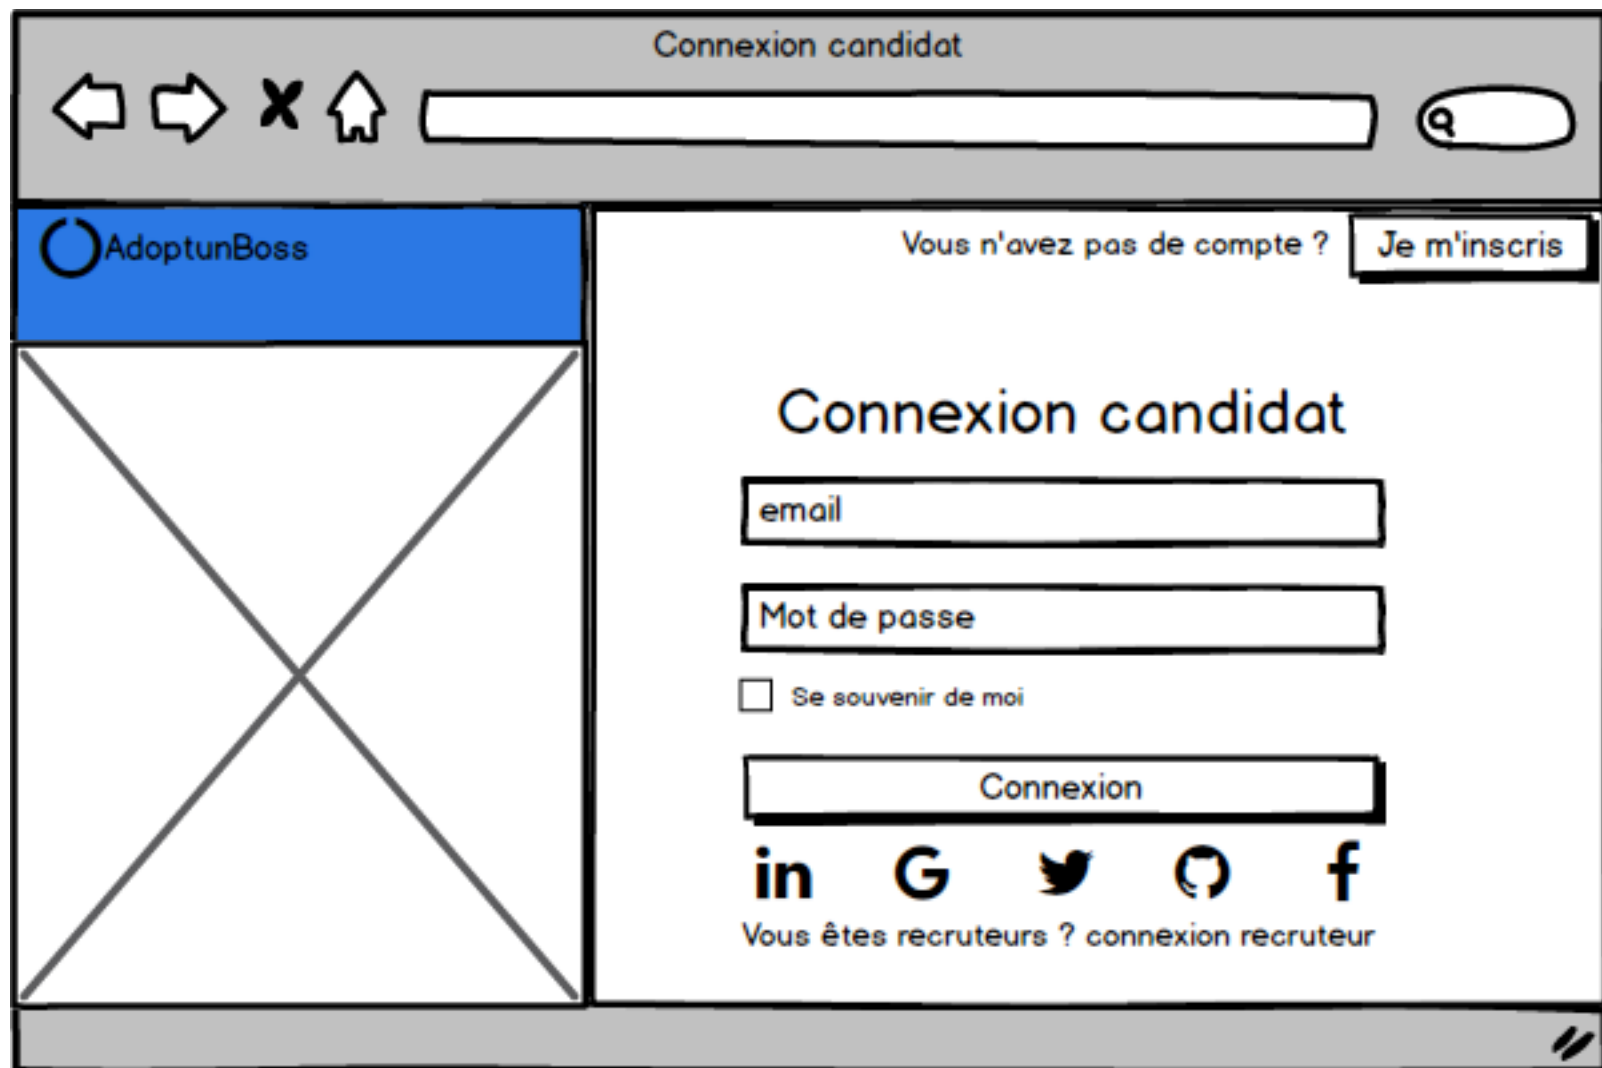 Connexion candidat
AdoptunBoss
Vous n'avez pas de compte ?
Je m'inscris
Connexion candidat
email
Mot de passe
Se souvenir de moi
Connexion
in G f
Vous êtes recruteurs ? connexion recruteur